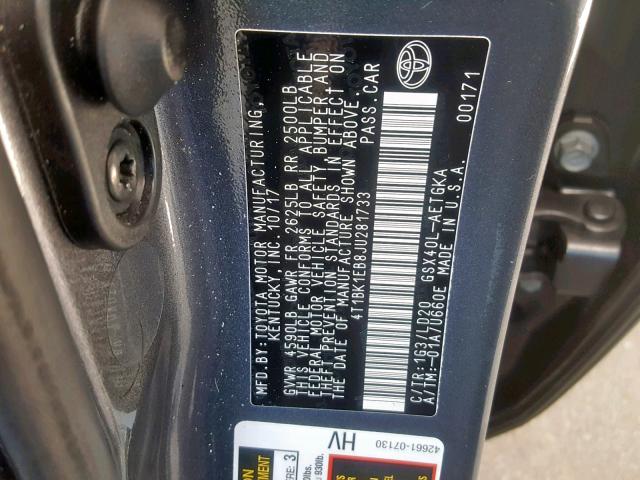 MFD.BY:TOYOTA MOTOR MANUFACTURING,
KENTUCKY, INC. 10/17
GVWR 4590LB GAWR FR 2625LB RR 2500LB
THIS VEHICLE CONFORMS TO ALL APPLICABLE
FEDERAL MOTOR VEHICLE SAFETY, BUMPER, AND
THEFT PREVENTION STANDARDS IN EFFECT ON
THE DATE OF MANUFACTURE SHOWN ABOVE.
4T1BK1EB8JU281733 PASS.CAR
C/TR:1G3/LD20 GSX40L-AETGKA
A/TM:-01A/U660E MADE IN U.S.A.
00171
TOYOTA
42661-07130
HV